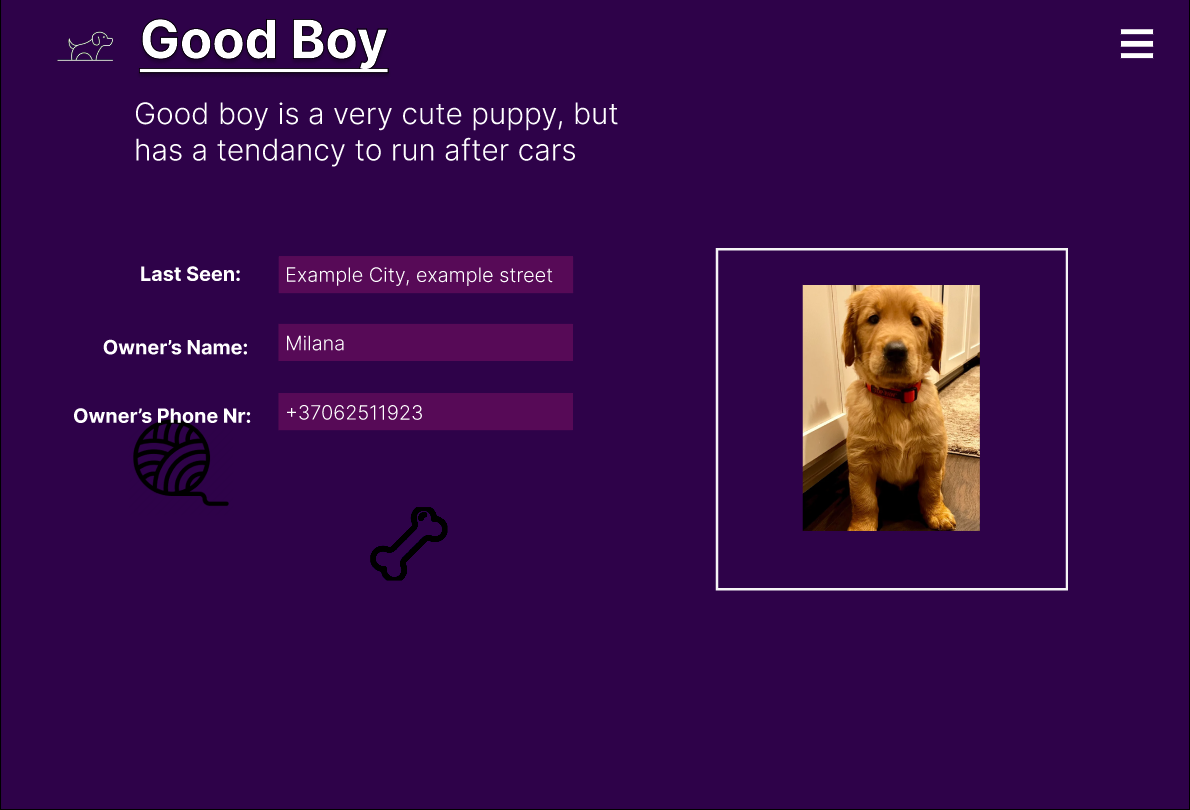 Good Boy
Good boy is a very cute puppy, but
has a tendancy to run after cars
Last Seen:
Example City, example street
Owner’s Name:
Milana
Owner’s Phone Nr:
+37062511923